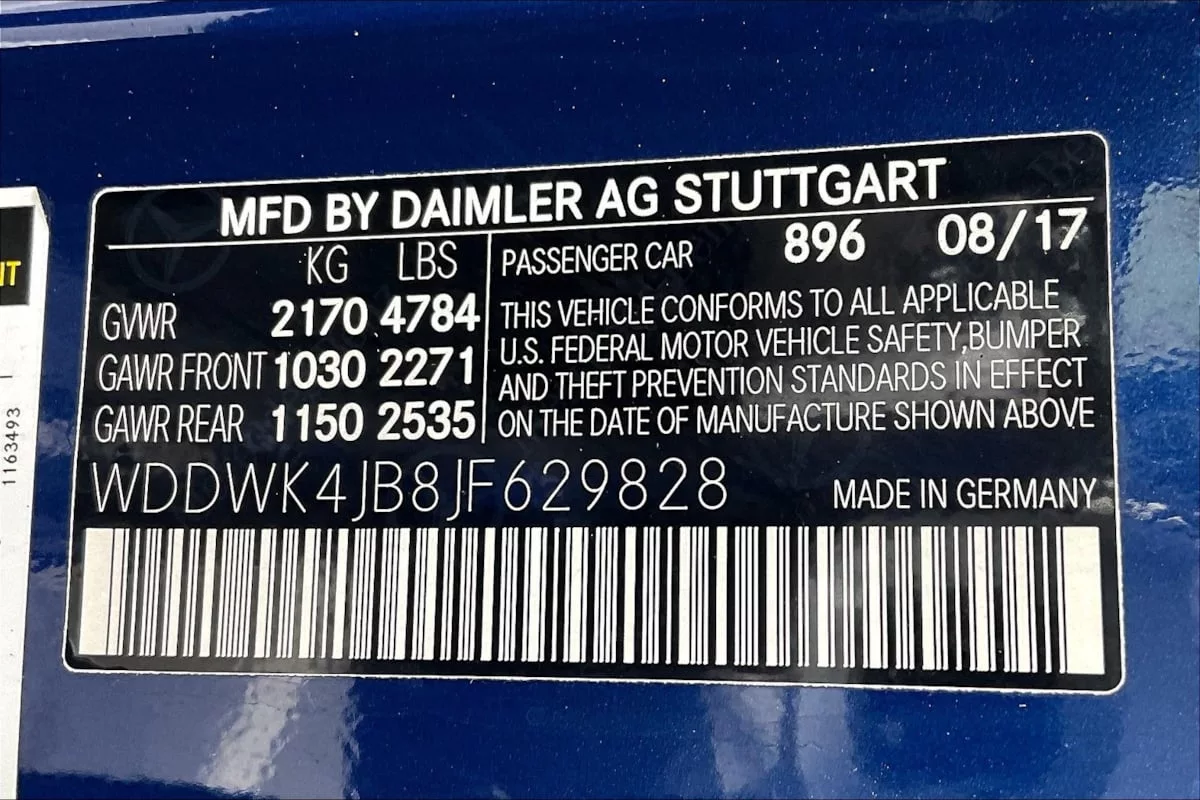 MFD BY DAIMLER AG STUTTGART
KG LBS
GVWR 2170 4784
GAWR FRONT 1030 2271
GAWR REAR 1150 2535
PASSENGER CAR 896 08/17
THIS VEHICLE CONFORMS TO ALL APPLICABLE
U.S. FEDERAL MOTOR VEHICLE SAFETY,BUMPER
AND THEFT PREVENTION STANDARDS IN EFFECT
ON THE DATE OF MANUFACTURE SHOWN ABOVE
WDDWK4JB8JF629828
MADE IN GERMANY
1163493